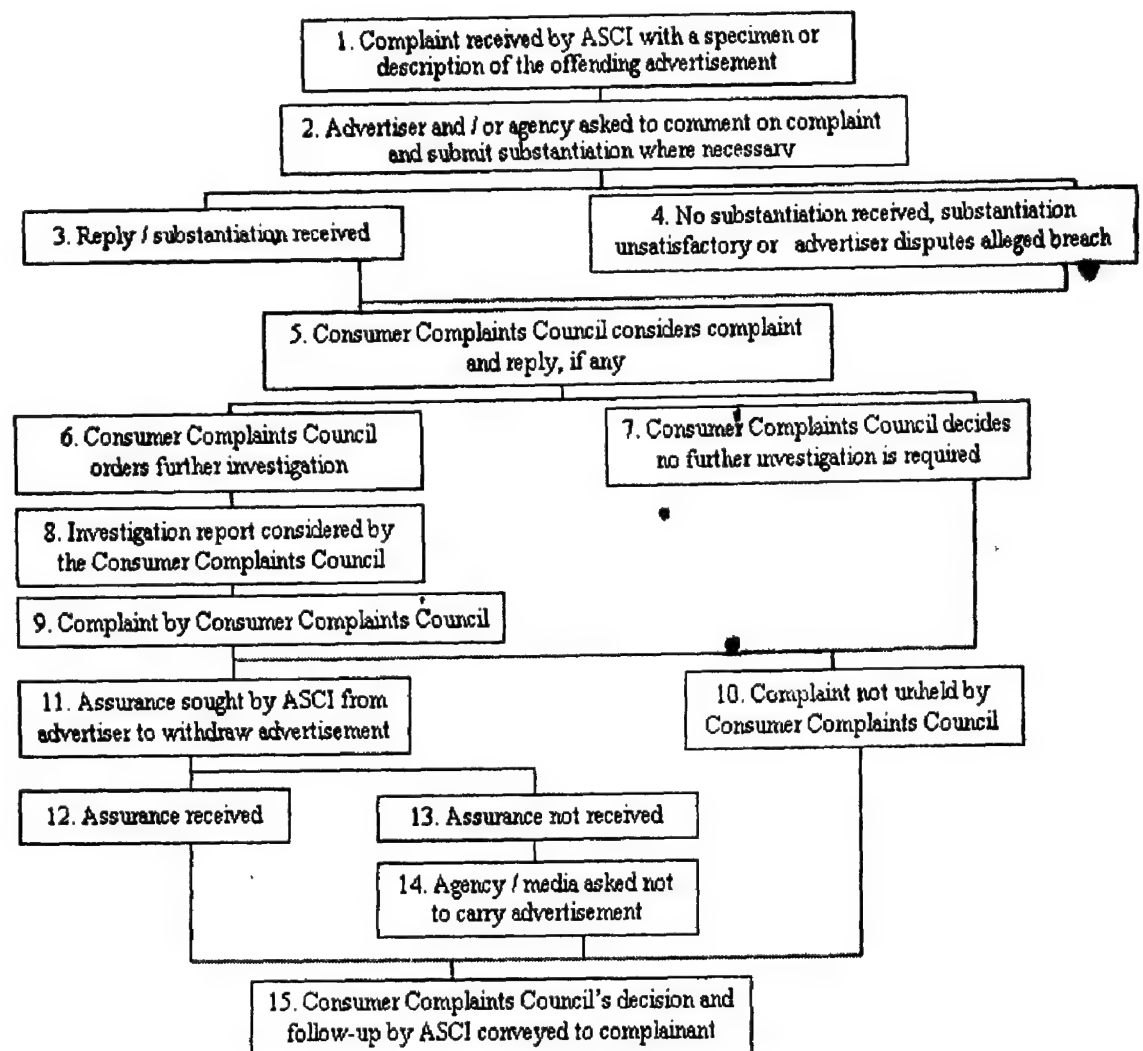 1. Complaint received by ASCI with a specimen or
description of the offending advertisement
2. Advertiser and / or agency asked to comment on complaint
and submit substantiation where necessary
3. Reply / substantiation received
4. No substantiation received, substantiation
unsatisfactory or advertiser disputes alleged breach
5. Consumer Complaints Council considers complaint
and reply, if any
6. Consumer Complaints Council
orders further investigation
7. Consumer Complaints Council decides
no further investigation is required
8. Investigation report considered by
the Consumer Complaints Council
9. Complaint by Consumer Complaints Council
11. Assurance sought by ASCI from
advertiser to withdraw advertisement
10. Complaint not unheld by
Consumer Complaints Council
12. Assurance received
13. Assurance not received
14. Agency / media asked not
to carry advertisement
15. Consumer Complaints Council's decision and
follow-up by ASCI conveyed to complainant